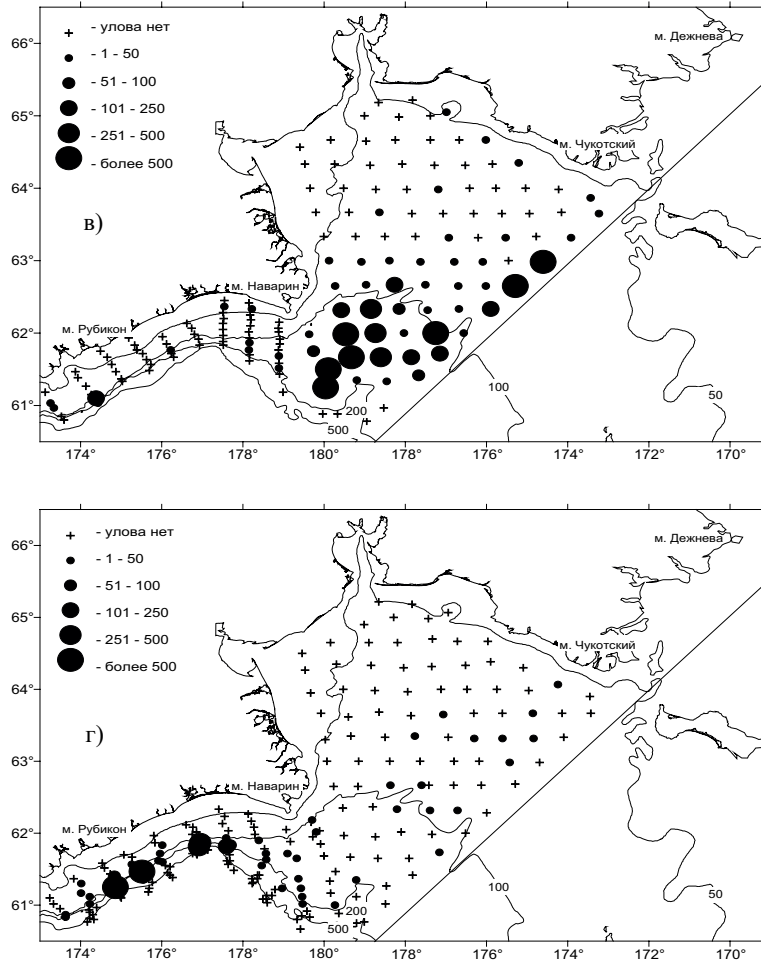 66°
65°
64°
63°
62°
61°
- улова нет
- 1 - 50
- 51 - 100
- 101 - 250
- 251 - 500
- более 500
в)
м. Дежнева
м. Чукотский
м. Наварин
м. Рубикон
200
500
100
50
174° 176° 178° 180° 178° 176° 174° 172° 170°
66°
65°
64°
63°
62°
61°
- улова нет
- 1 - 50
- 51 - 100
- 101 - 250
- 251 - 500
- более 500
г)
м. Дежнева
м. Чукотский
м. Наварин
м. Рубикон
200
500
100
50
174° 176° 178° 180° 178° 176° 174° 172° 170°